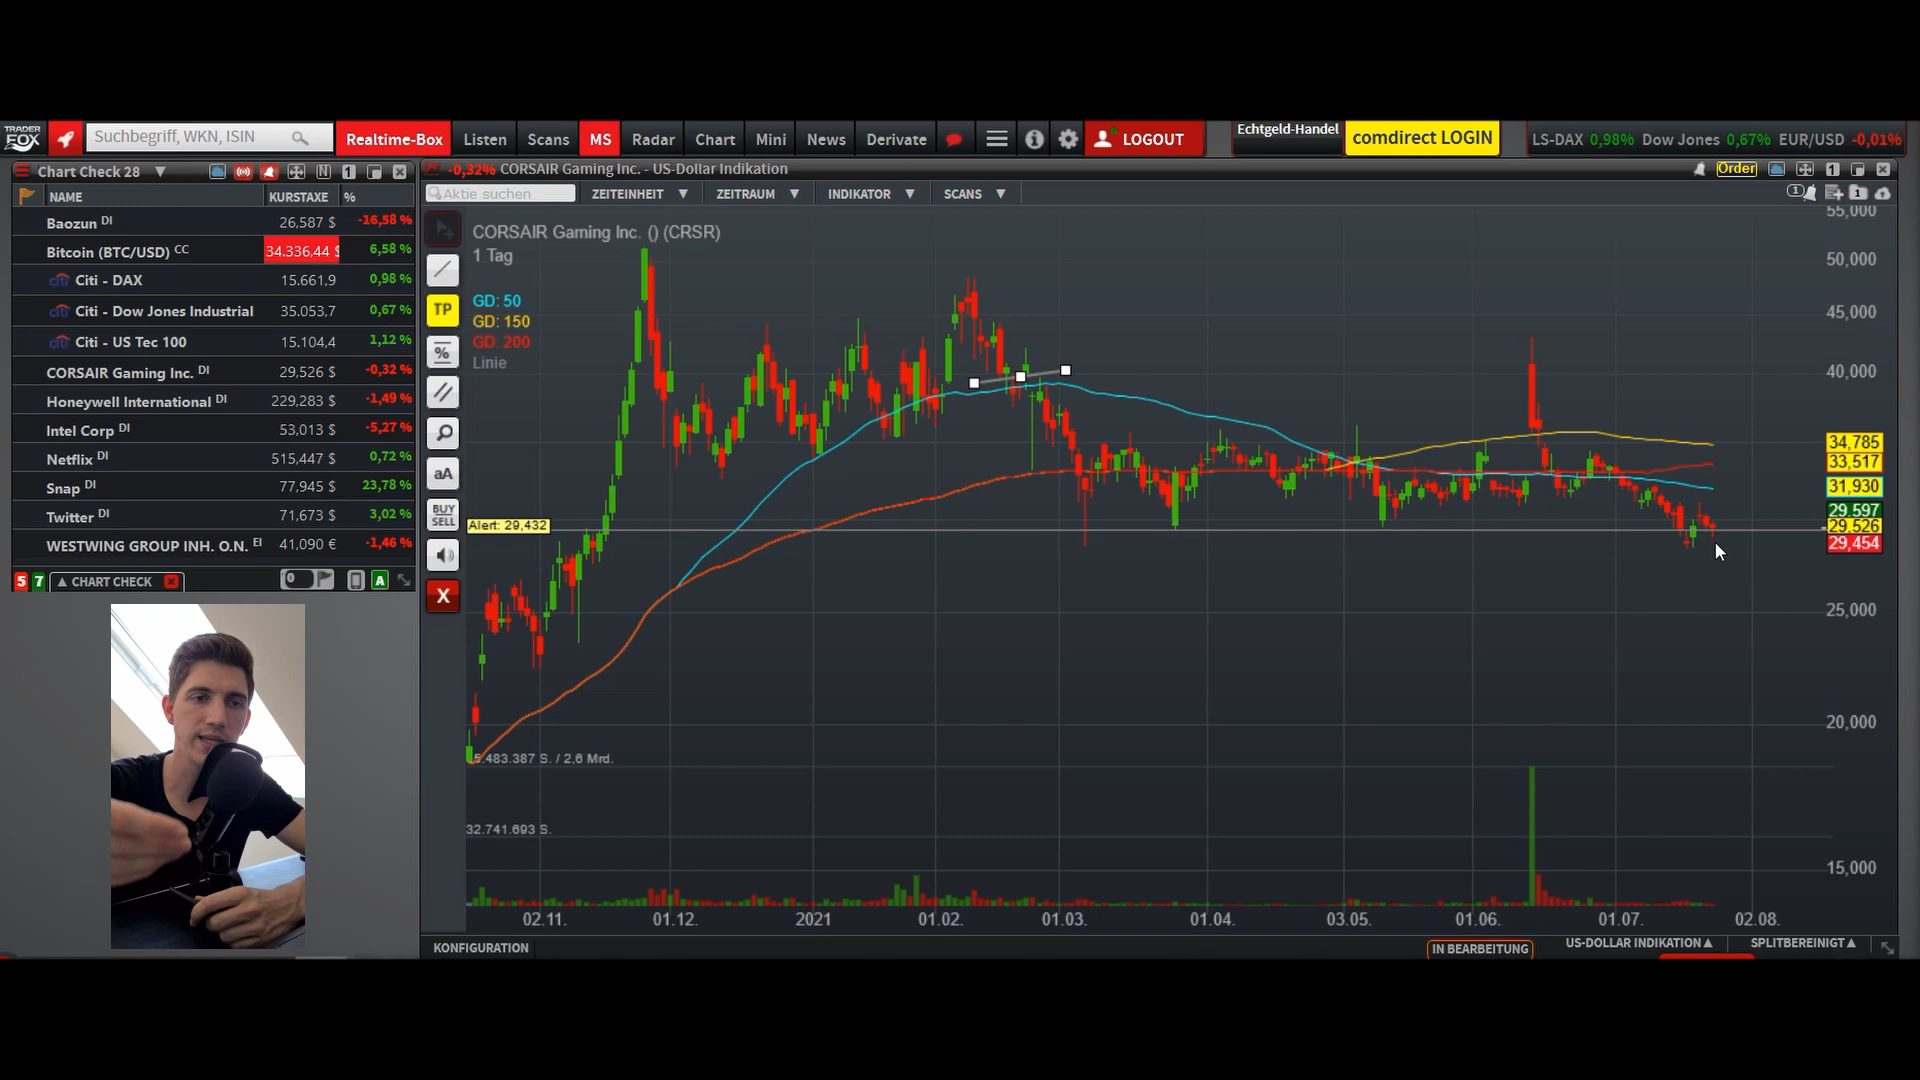 TRADER FOX
Suchbegriff, WKN, ISIN
Realtime-Box
Listen
Scans
MS
Radar
Chart
Mini
News
Derivate
LOGOUT
Echtgeld-Handel
comdirect LOGIN
LS-DAX 0,98% Dow Jones 0,67% EUR/USD -0,01%
Chart Check 28
N
1
NAME KURSTAXE %
Baozun DI 26,587 $ -16,58 %
Bitcoin (BTC/USD) CC 34.336,44 $ 6,58 %
citi Citi - DAX 15.661,9 0,98 %
citi Citi - Dow Jones Industrial 35.053,7 0,67 %
citi Citi - US Tec 100 15.104,4 1,12 %
CORSAIR Gaming Inc. DI 29,526 $ -0,32 %
Honeywell International DI 229,283 $ -1,49 %
Intel Corp DI 53,013 $ -5,27 %
Netflix DI 515,447 $ 0,72 %
Snap DI 77,945 $ 23,78 %
Twitter DI 71,673 $ 3,02 %
WESTWING GROUP INH. O.N. EI 41,090 € -1,46 %
5 7 ▲ CHART CHECK X 0 A
-0,32% CORSAIR Gaming Inc. - US-Dollar Indikation
Order
1
Aktie suchen
ZEITEINHEIT ▼
ZEITRAUM ▼
INDIKATOR ▼
SCANS ▼
1
1
TP
%
aA
BUY SELL
X
CORSAIR Gaming Inc. () (CRSR)
1 Tag
GD: 50
GD: 150
GD: 200
Linie
Alert: 29,432
55,000
50,000
45,000
40,000
34,785
33,517
31,930
29,597
29,526
29,454
25,000
20,000
15,000
5.483.387 S. / 2,6 Mrd.
32.741.693 S.
02.11.
01.12.
2021
01.02.
01.03.
01.04.
03.05.
01.06.
01.07.
02.08.
KONFIGURATION
IN BEARBEITUNG
US-DOLLAR INDIKATION▲
SPLITBEREINIGT▲